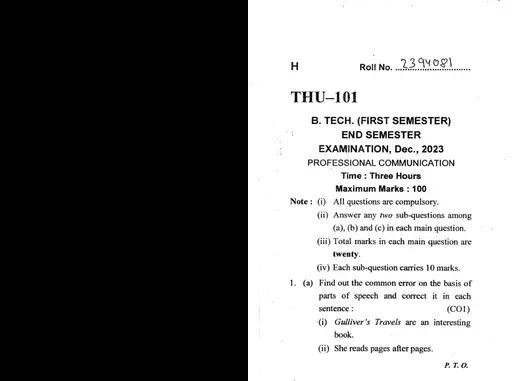 H Roll No. 2394081
THU–101
B. TECH. (FIRST SEMESTER)
END SEMESTER
EXAMINATION, Dec., 2023
PROFESSIONAL COMMUNICATION
Time : Three Hours
Maximum Marks : 100
Note : (i) All questions are compulsory.
(ii) Answer any two sub-questions among
(a), (b) and (c) in each main question.
(iii) Total marks in each main question are
twenty.
(iv) Each sub-question carries 10 marks.
1. (a) Find out the common error on the basis of
parts of speech and correct it in each
sentence : (CO1)
(i) Gulliver's Travels are an interesting
book.
(ii) She reads pages after pages.
P. T. O.